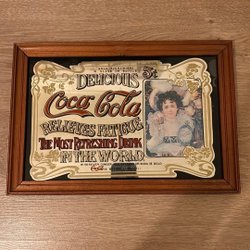 DELICIOUS 5¢
Coca-Cola
RELIEVES FATIGUE
THE MOST REFRESHING DRINK
IN THE WORLD